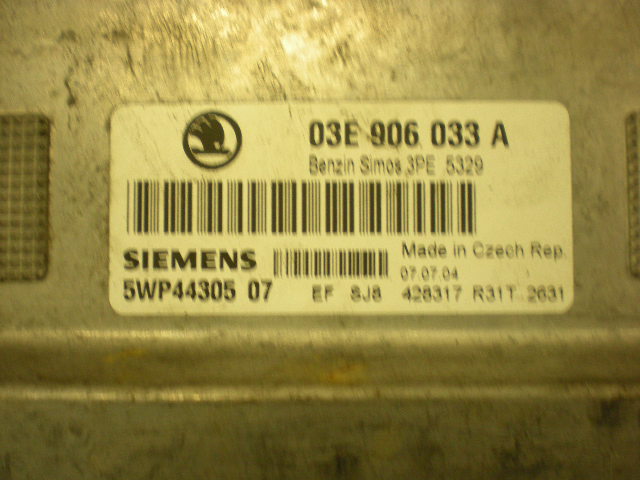 03E 906 033 A
Benzin Simos 3PE 5329
SIEMENS
Made in Czech Rep.
07.07.04
5WP44305 07
EF SJ8 428317 R31T 2631